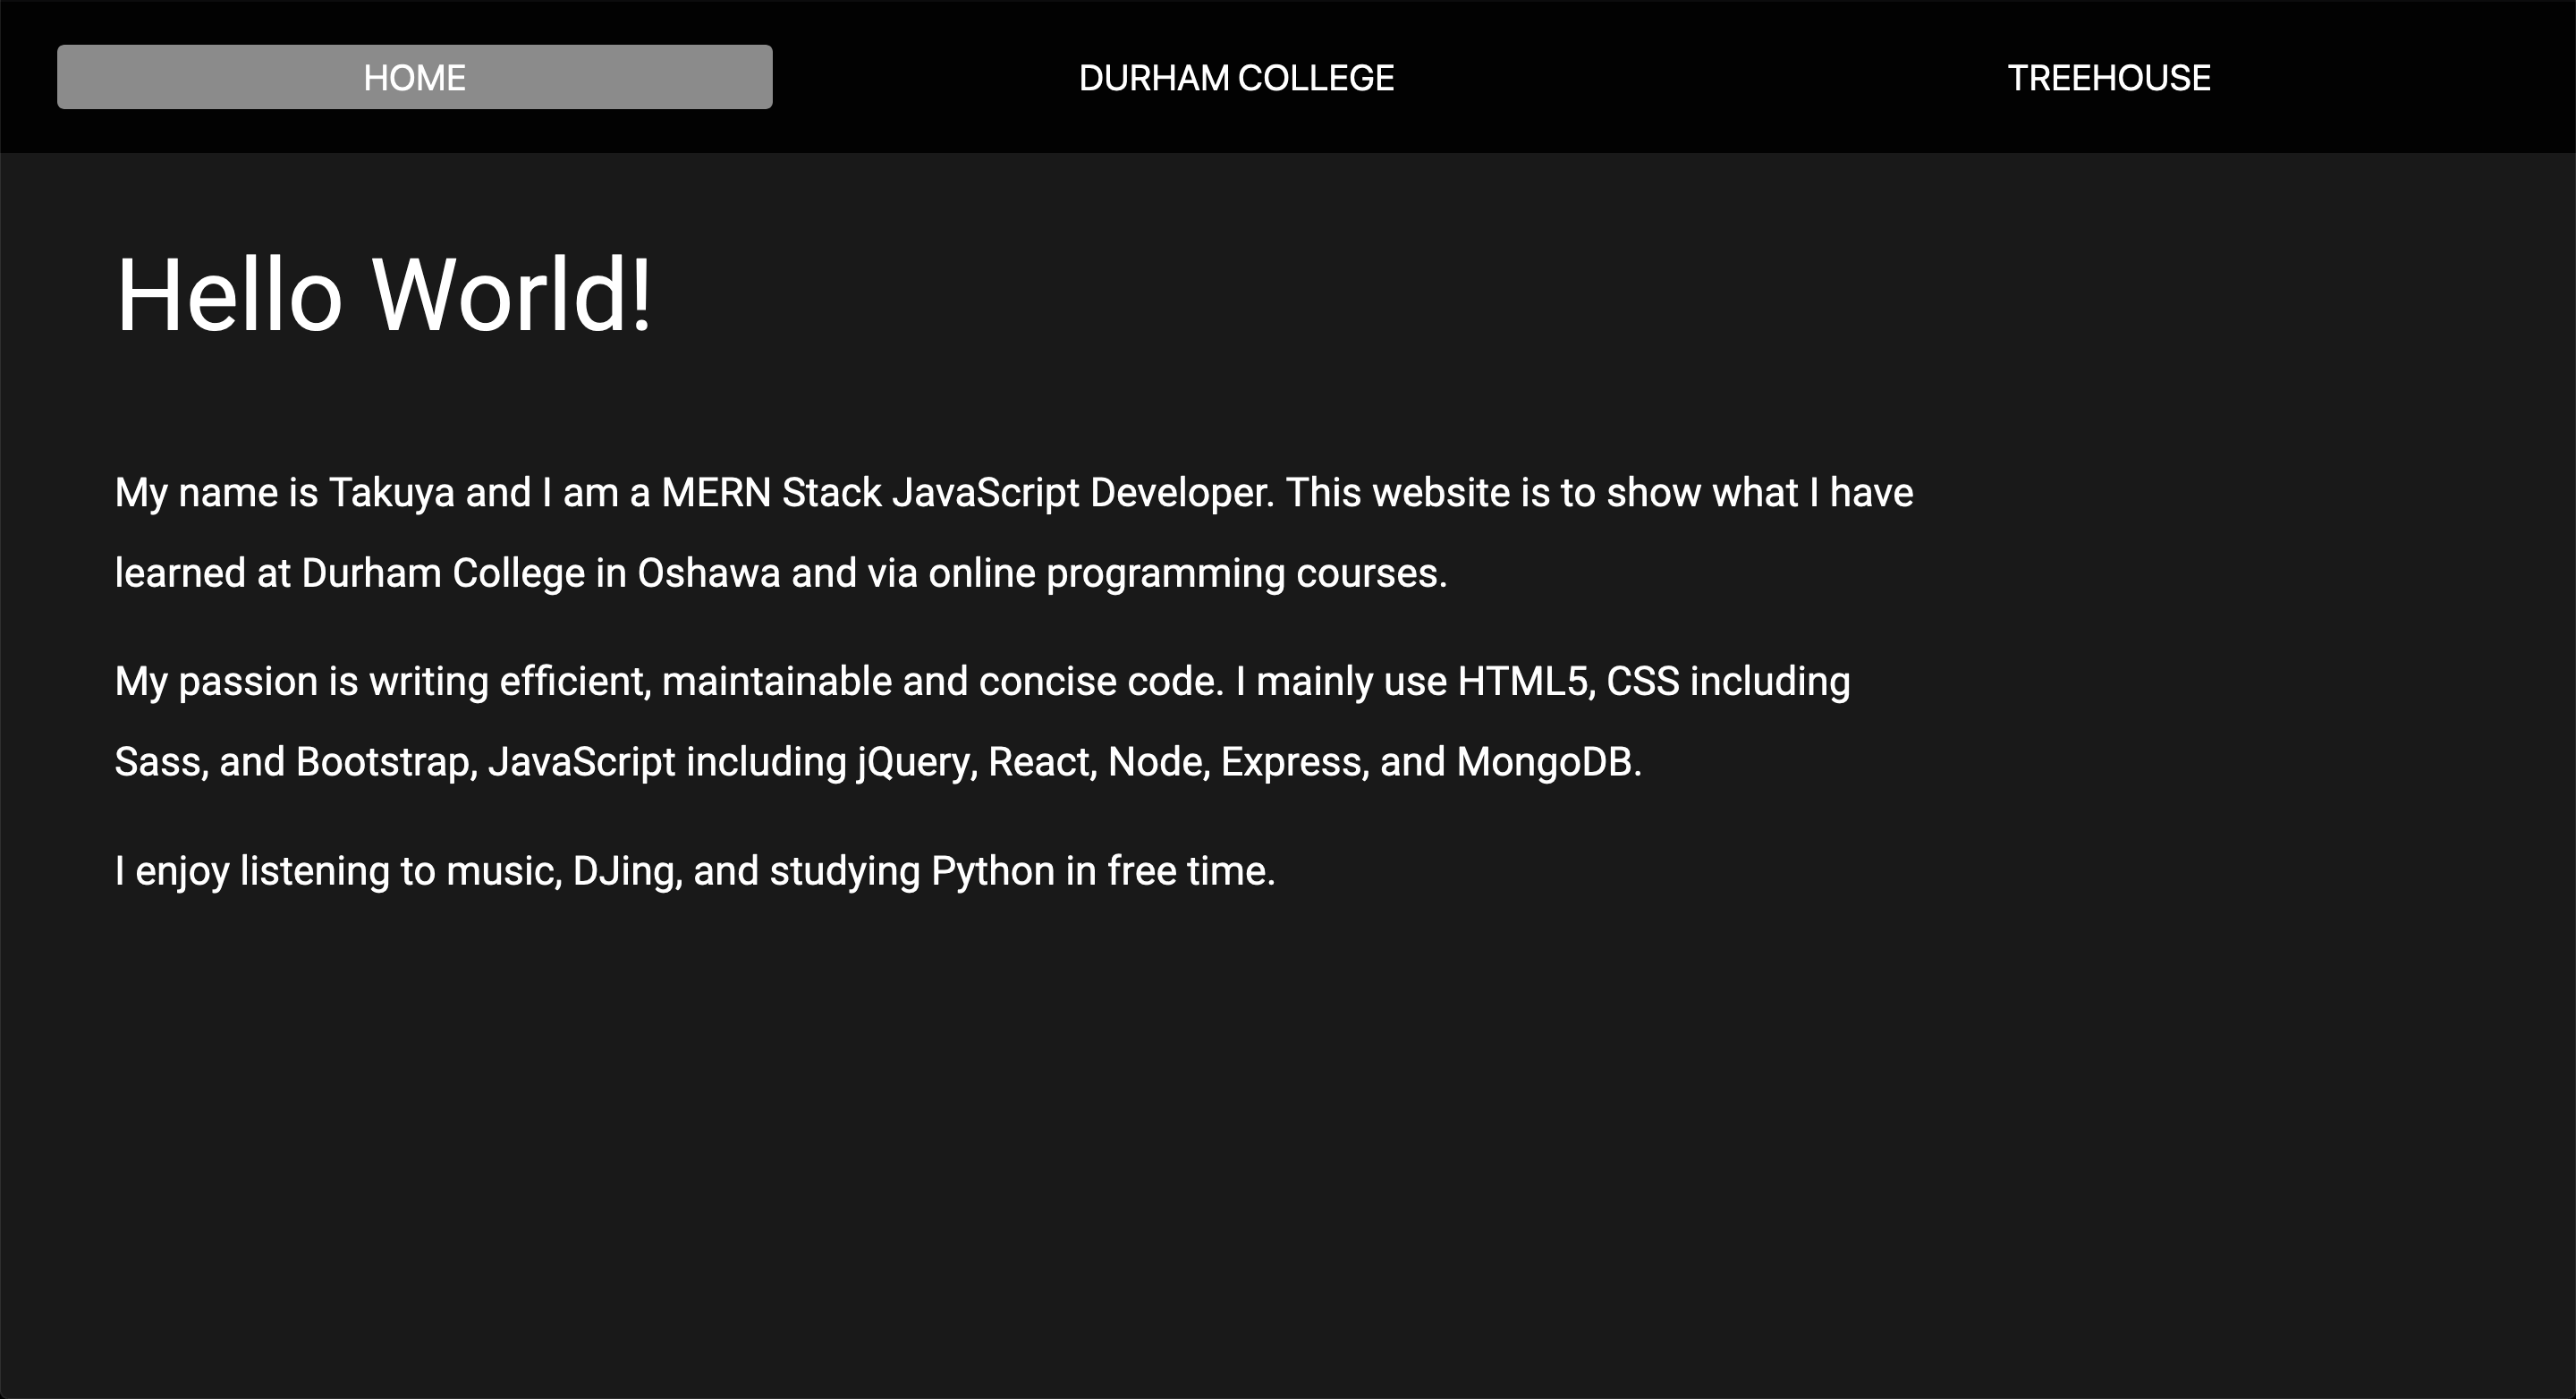 HOME DURHAM COLLEGE TREEHOUSE
Hello World!
My name is Takuya and I am a MERN Stack JavaScript Developer. This website is to show what I have
learned at Durham College in Oshawa and via online programming courses.
My passion is writing efficient, maintainable and concise code. I mainly use HTML5, CSS including
Sass, and Bootstrap, JavaScript including jQuery, React, Node, Express, and MongoDB.
I enjoy listening to music, DJing, and studying Python in free time.